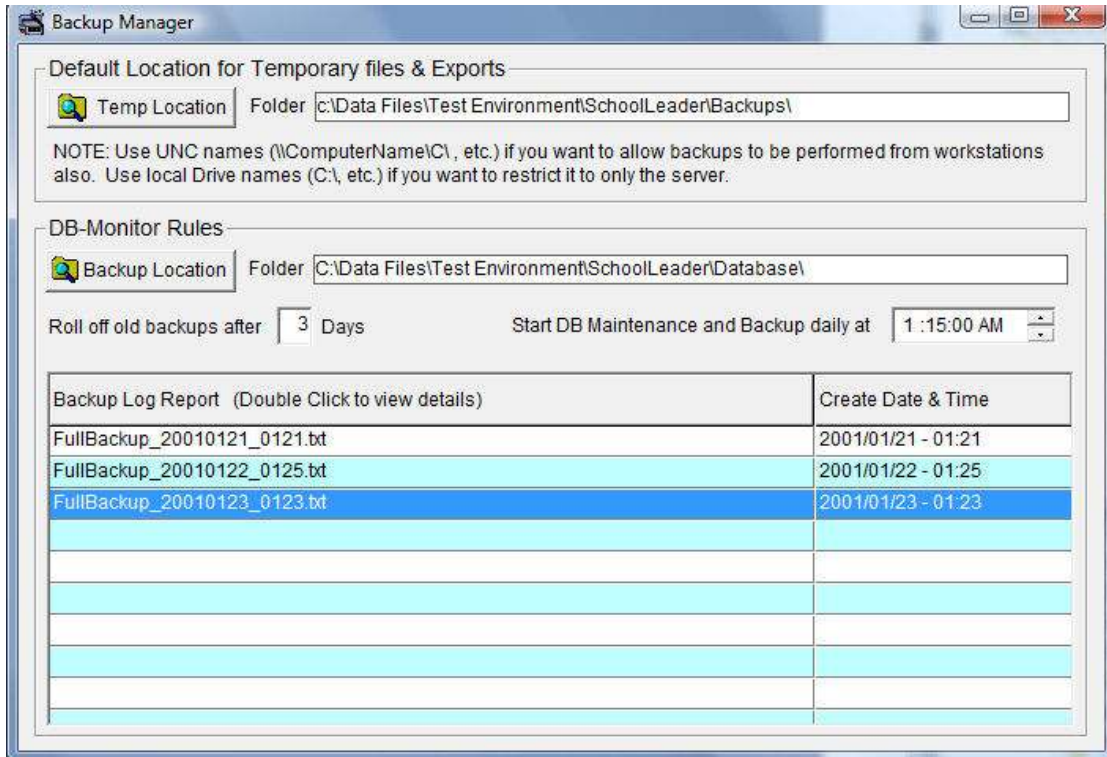 Backup Manager
Default Location for Temporary files & Exports
Temp Location Folder c:\Data Files\Test Environment\SchoolLeader\Backups\
NOTE: Use UNC names (\\ComputerName\C\ , etc.) if you want to allow backups to be performed from workstations
also. Use local Drive names (C:\, etc.) if you want to restrict it to only the server.
DB-Monitor Rules
Backup Location Folder C:\Data Files\Test Environment\SchoolLeader\Database\
Roll off old backups after 3 Days Start DB Maintenance and Backup daily at 1 :15:00 AM
Backup Log Report (Double Click to view details) Create Date & Time
FullBackup_20010121_0121.txt 2001/01/21 - 01:21
FullBackup_20010122_0125.txt 2001/01/22 - 01:25
FullBackup_20010123_0123.txt 2001/01/23 - 01:23